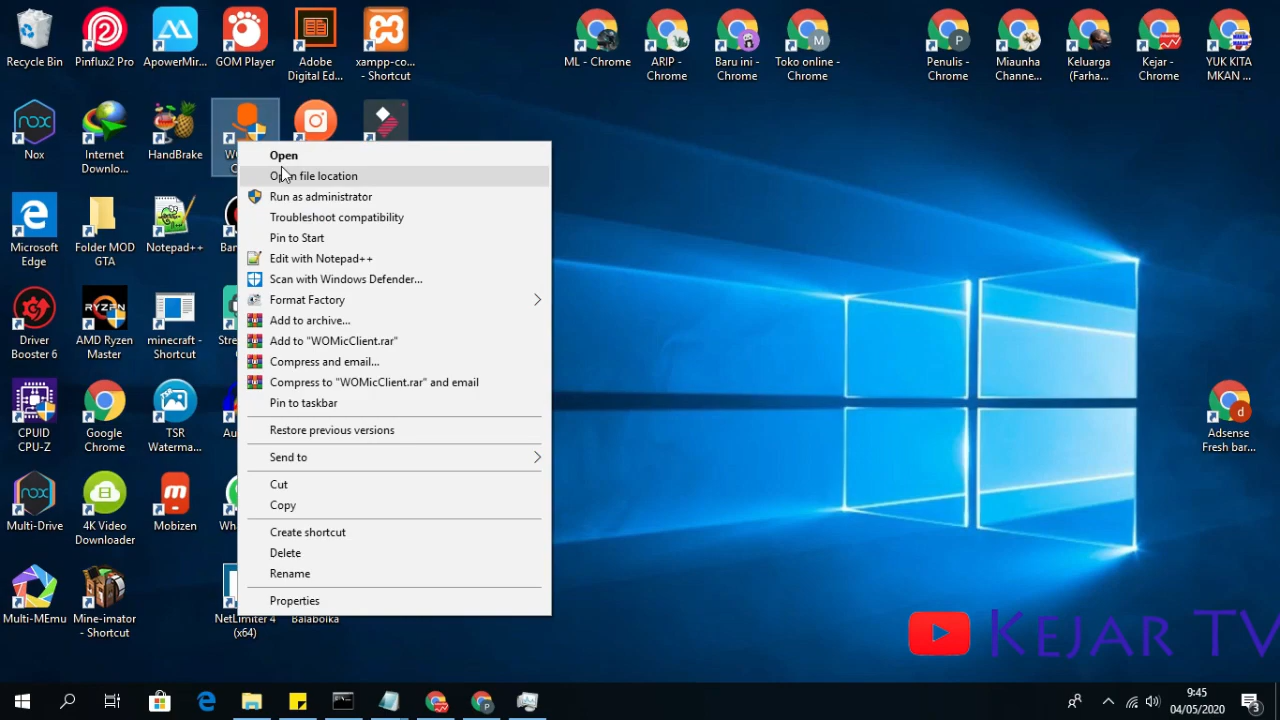 Recycle Bin
Pinflux2 Pro
ApowerMir...
GOM Player
Adobe
Digital Ed...
xampp-co...
- Shortcut
ML - Chrome
ARIP -
Chrome
Baru ini -
Chrome
Toko online -
Chrome
Penulis -
Chrome
Miaunha
Channe...
Keluarga
(Farha...
Kejar -
Chrome
YUK KITA
MKAN ...
Nox
Internet
Downlo...
HandBrake
Microsoft
Edge
Folder MOD
GTA
Notepad++
Driver
Booster 6
AMD Ryzen
Master
minecraft -
Shortcut
CPUID
CPU-Z
Google
Chrome
TSR
Waterma...
Multi-Drive
4K Video
Downloader
Mobizen
Multi-MEmu
Mine-imator
- Shortcut
NetLimiter 4
(x64)
Balabolka
Open
Open file location
Run as administrator
Troubleshoot compatibility
Pin to Start
Edit with Notepad++
Scan with Windows Defender...
Format Factory
Add to archive...
Add to "WOMicClient.rar"
Compress and email...
Compress to "WOMicClient.rar" and email
Pin to taskbar
Restore previous versions
Send to
Cut
Copy
Create shortcut
Delete
Rename
Properties
Adsense
Fresh bar...
KEJAR TV
9:45
04/05/2020